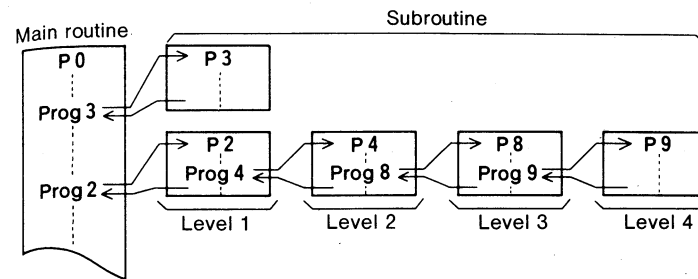 Subroutine
Main routine
P0
P3
Prog 3
P2
P4
P8
P9
Prog 4
Prog 8
Prog 9
Prog 2
Level 1
Level 2
Level 3
Level 4